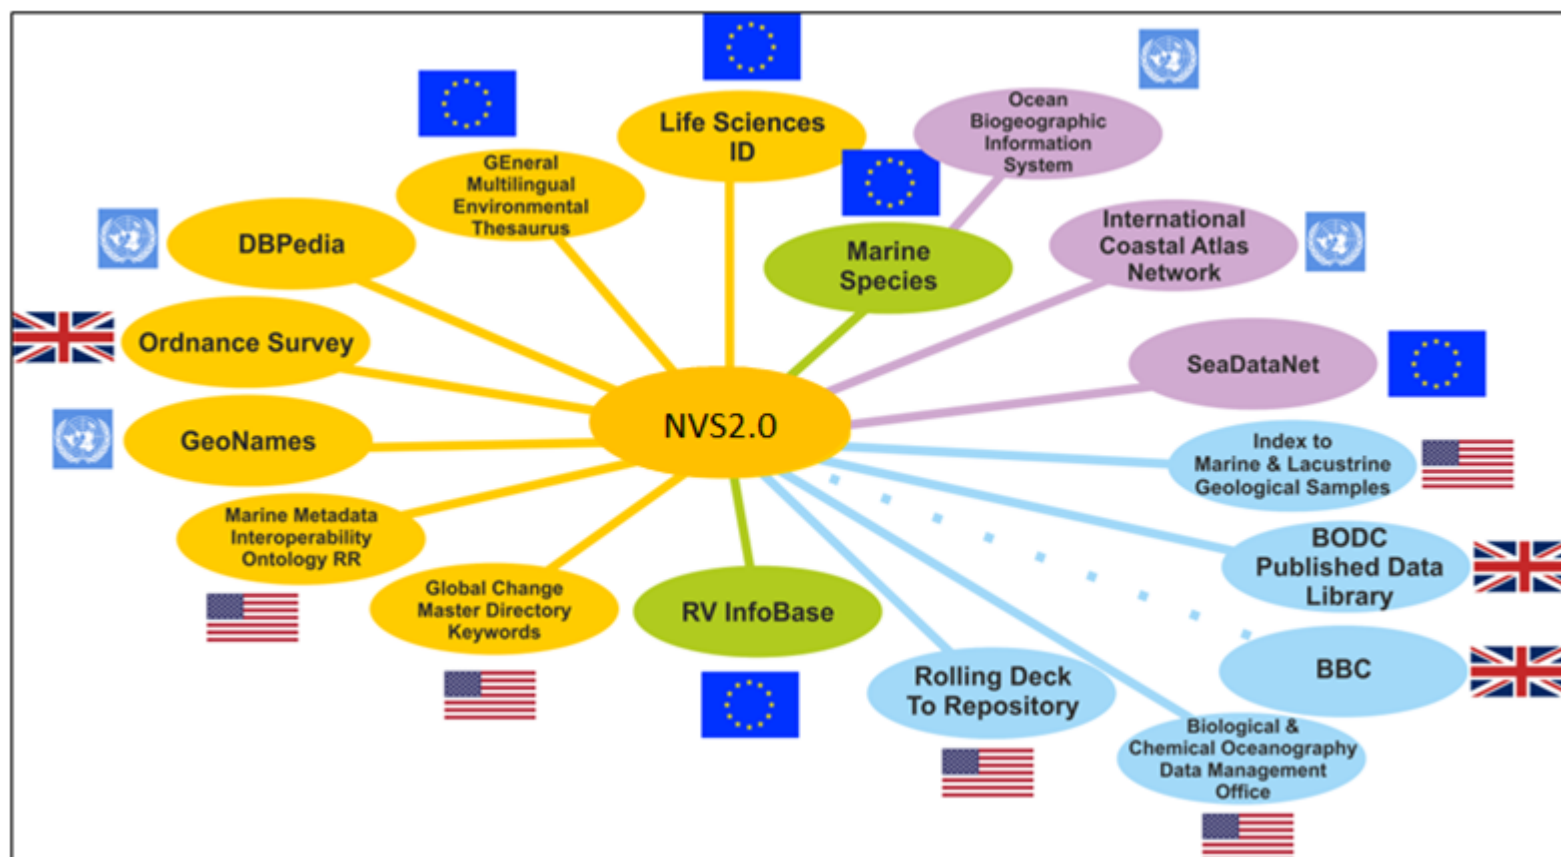 Life Sciences
ID
Ocean
Biogeographic
Information
System
GEneral
Multilingual
Environmental
Thesaurus
DBPedia
Marine
Species
International
Coastal Atlas
Network
Ordnance Survey
SeaDataNet
NVS2.0
GeoNames
Index to
Marine & Lacustrine
Geological Samples
Marine Metadata
Interoperability
Ontology RR
BODC
Published Data
Library
Global Change
Master Directory
Keywords
RV InfoBase
BBC
Rolling Deck
To Repository
Biological &
Chemical Oceanography
Data Management
Office